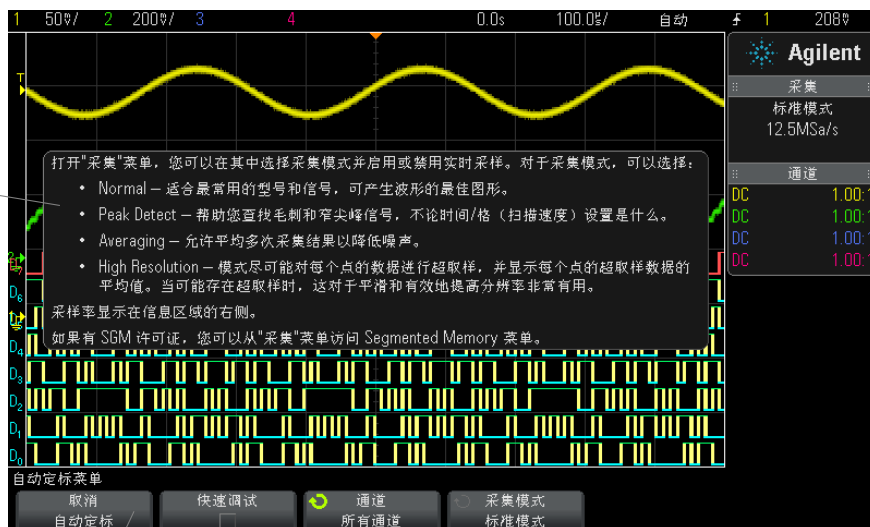 1 50V/ 2 200V/ 3 4 0.0s 100.0s/ 自动 1 208V
Agilent
采集
标准模式
12.5MSa/s
通道
DC 1.00:
DC 1.00:
DC 1.00:
DC 1.00:
T
打开"采集"菜单，您可以在其中选择采集模式并启用或禁用实时采样。对于采集模式，可以选择：
• Normal – 适合最常用的型号和信号，可产生波形的最佳图形。
• Peak Detect – 帮助您查找毛刺和窄尖峰信号，不论时间/格（扫描速度）设置是什么。
• Averaging – 允许平均多次采集结果以降低噪声。
• High Resolution – 模式尽可能对每个点的数据进行超取样，并显示每个点的超取样数据的
平均值。当可能存在超取样时，这对于平滑和有效地提高分辨率非常有用。
采样率显示在信息区域的右侧。
如果有 SGM 许可证，您可以从"采集"菜单访问 Segmented Memory 菜单。
D6
D4
D3
D2
D1
D0
自动定标菜单
取消
自动定标
快速调试
通道
所有通道
采集模式
标准模式